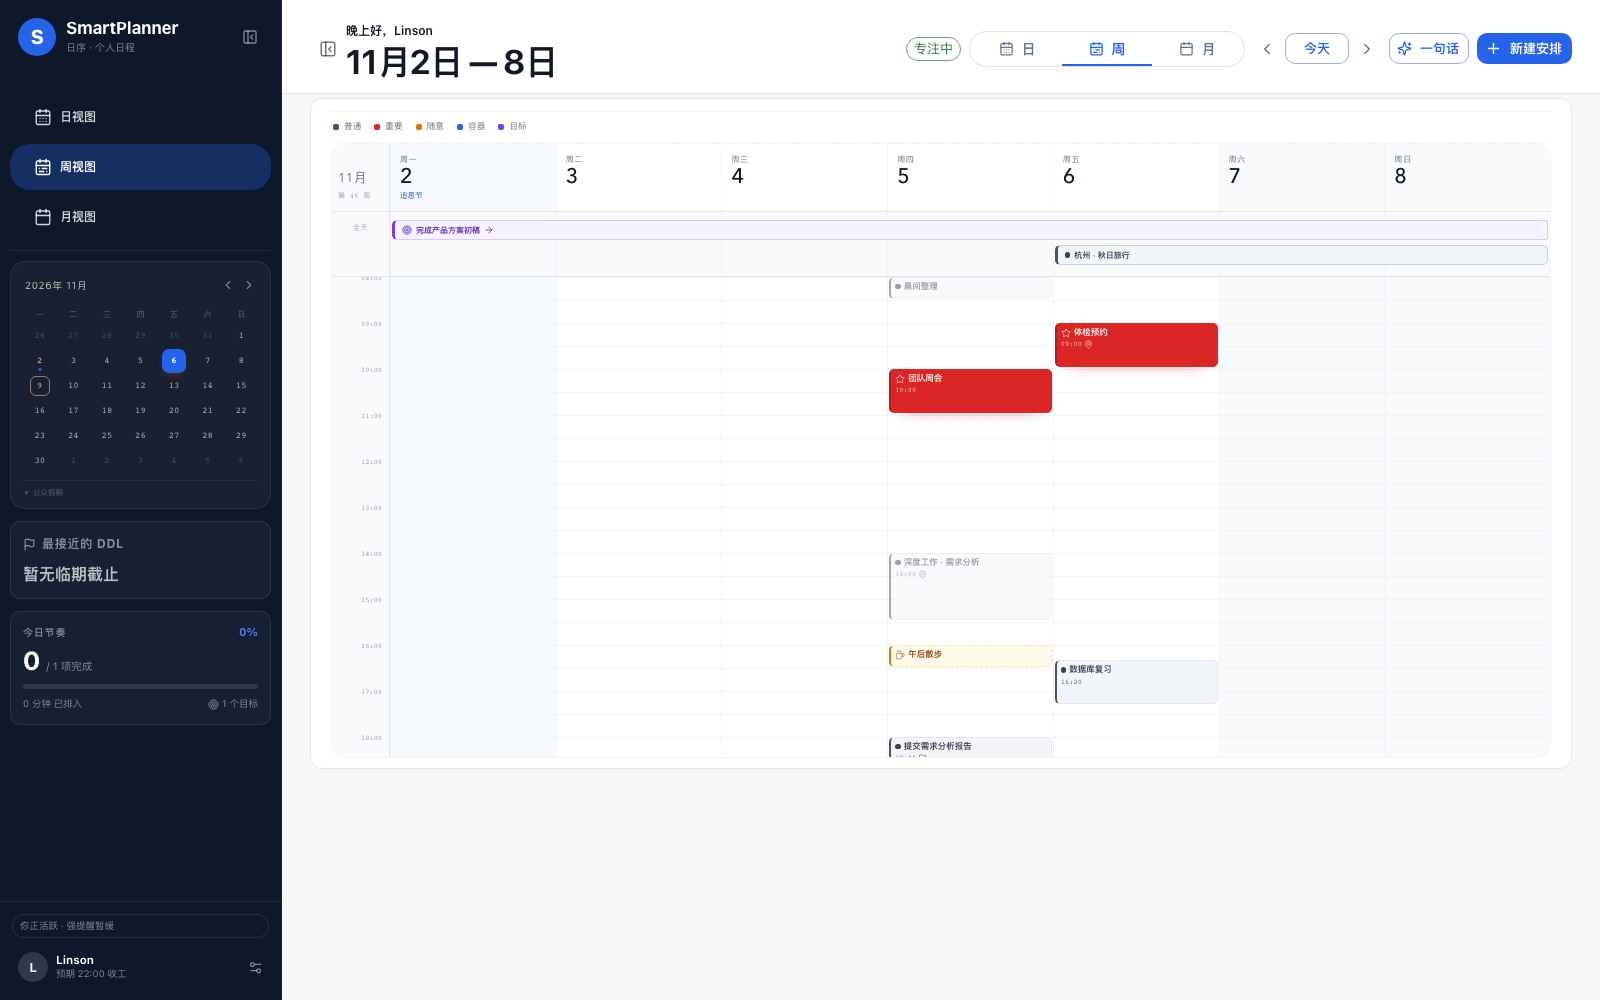 S
SmartPlanner
日序 · 个人日程
日视图
周视图
月视图
2026年 11月
一 二 三 四 五 六 日
26 27 28 29 30 31 1
2 3 4 5 6 7 8
9 10 11 12 13 14 15
16 17 18 19 20 21 22
23 24 25 26 27 28 29
30 1 2 3 4 5 6
公众假期
最接近的 DDL
暂无临期截止
今日节奏 0%
0 / 1 项完成
0 分钟 已排入 1 个目标
你正活跃 · 强提醒暂缓
L
Linson
预期 22:00 收工
晚上好，Linson
11月2日 — 8日
专注中
日 周 月
今天
一句话
新建安排
普通 重要 随意 容器 目标
11月
第 45 周
周一 2 追思节
周二 3
周三 4
周四 5
周五 6
周六 7
周日 8
全天
完成产品方案初稿 →
杭州 · 秋日旅行
08:00
晨间整理
09:00
体检预约
09:00
10:00
团队周会
10:00
11:00
12:00
13:00
14:00
深度工作 · 需求分析
14:00
15:00
16:00
午后散步
数据库复习
16:20
17:00
18:00
提交需求分析报告